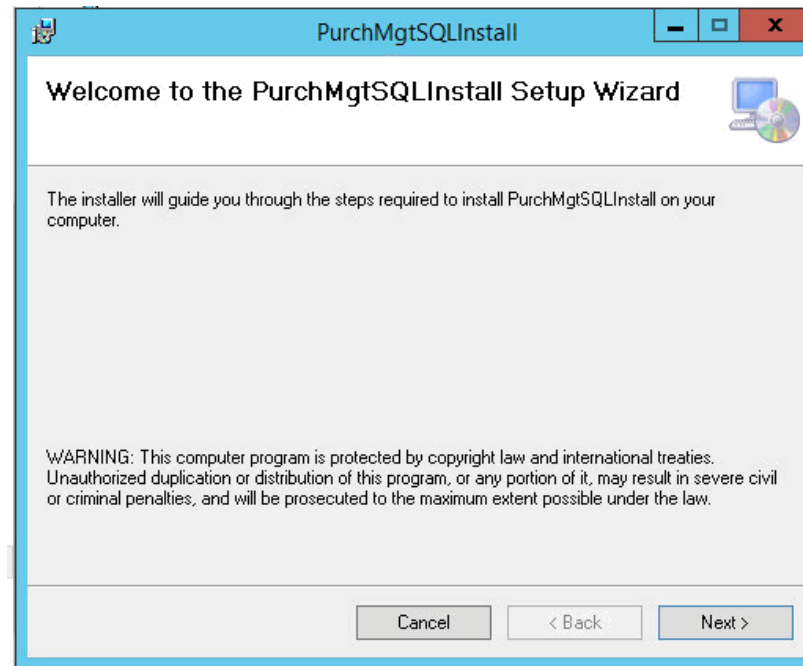 PurchMgtSQLInstall
Welcome to the PurchMgtSQLInstall Setup Wizard
The installer will guide you through the steps required to install PurchMgtSQLInstall on your
computer.
WARNING: This computer program is protected by copyright law and international treaties.
Unauthorized duplication or distribution of this program, or any portion of it, may result in severe civil
or criminal penalties, and will be prosecuted to the maximum extent possible under the law.
Cancel < Back Next >